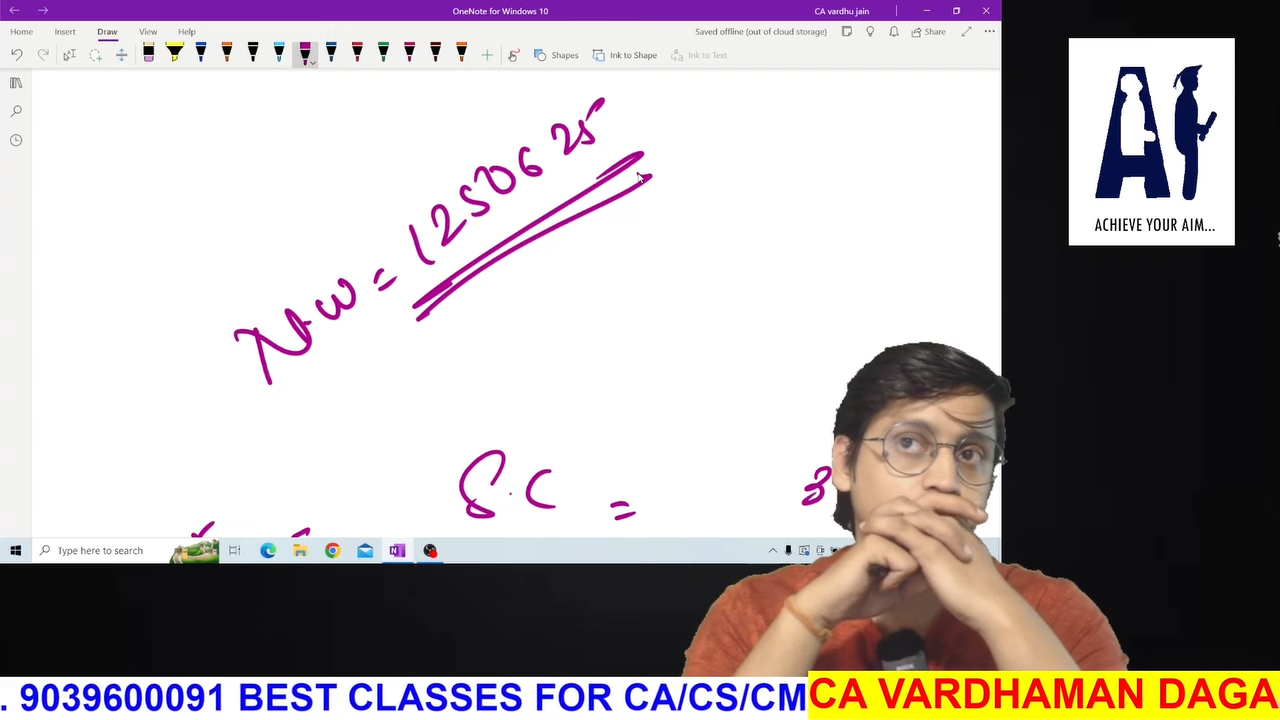 OneNote for Windows 10
CA vardhu jain
Home Insert Draw View Help
Saved offline (out of cloud storage)
Share
Shapes
Ink to Shape
Ink to Text
N.w = 1250625
S.C = 3
Type here to search
AI
ACHIEVE YOUR AIM...
. 9039600091 BEST CLASSES FOR CA/CS/CM
CA VARDHAMAN DAGA